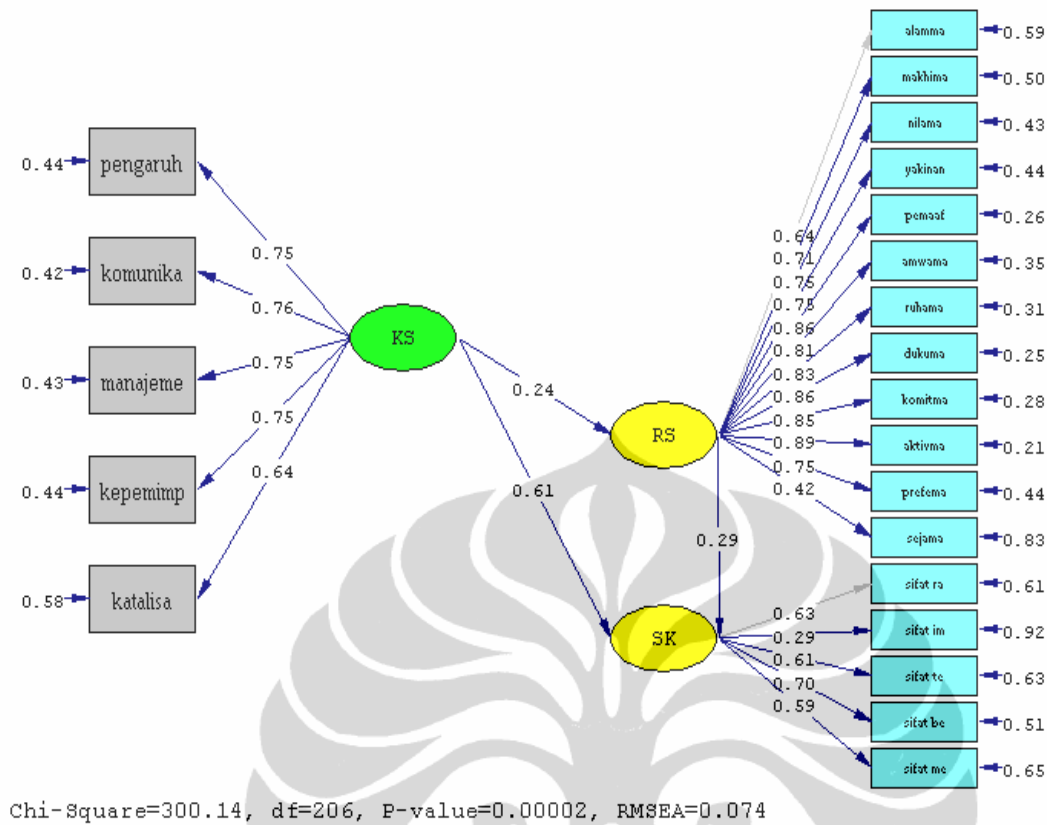 alamma 0.59
makhima 0.50
nilama 0.43
yakinan 0.44
pemaaf 0.26
amwama 0.35
ruhama 0.31
dukuma 0.25
komitma 0.28
aktivma 0.21
prefema 0.44
sejama 0.83
sifat ra 0.61
sifat im 0.92
sifat te 0.63
sifat be 0.51
sifat me 0.65
0.44 pengaruh
0.42 komunika
0.43 manajeme
0.44 kepemimp
0.58 katalisa
0.75
0.76
0.75
0.75
0.64
KS
0.24
0.61
RS
0.29
SK
0.64
0.71
0.75
0.75
0.86
0.81
0.83
0.86
0.85
0.89
0.75
0.42
0.63
0.29
0.61
0.70
0.59
Chi-Square=300.14, df=206, P-value=0.00002, RMSEA=0.074